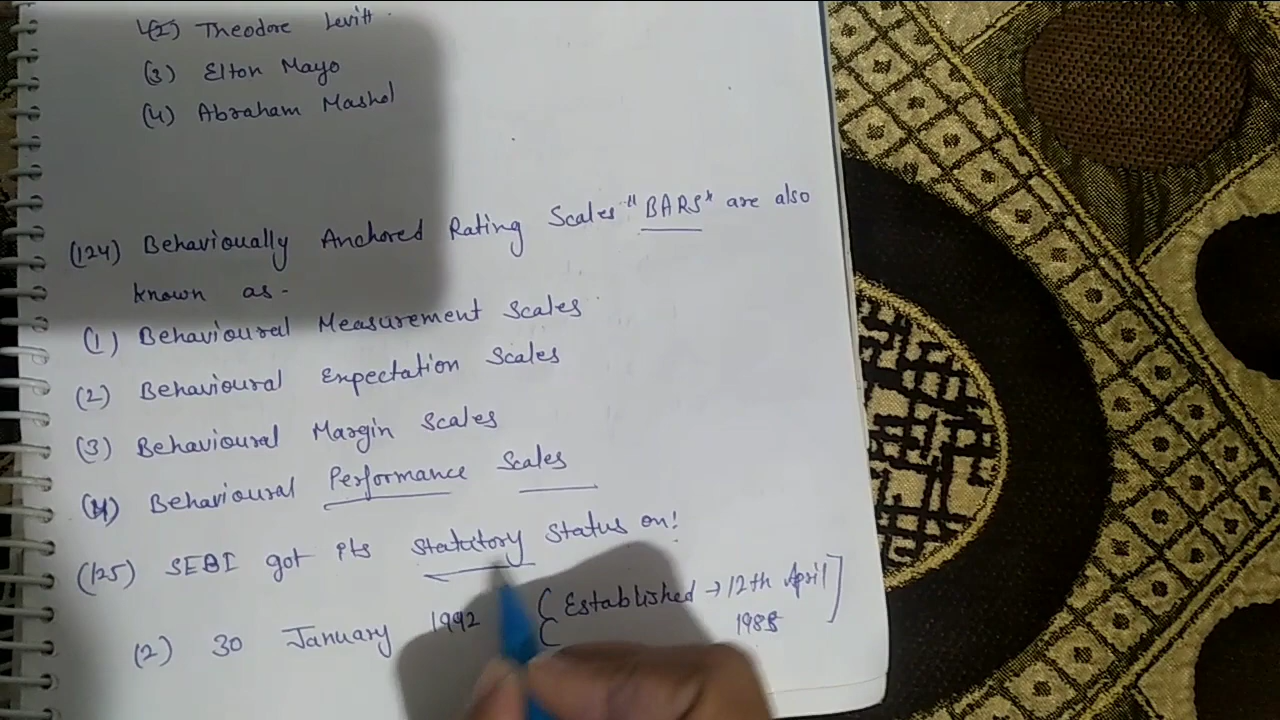 (2) Theodore Levitt
(3) Elton Mayo
(4) Abraham Mashol
(124) Behavioually Anchored Rating Scales "BARS" are also
known as -
(1) Behavioural Measurement Scales
(2) Behavioural Expectation Scales
(3) Behavioural Margin Scales
(4) Behavioural Performance Scales
(125) SEBI got its statutory status on!
(2) 30 January 1992 { Established → 12th April
1988 ]